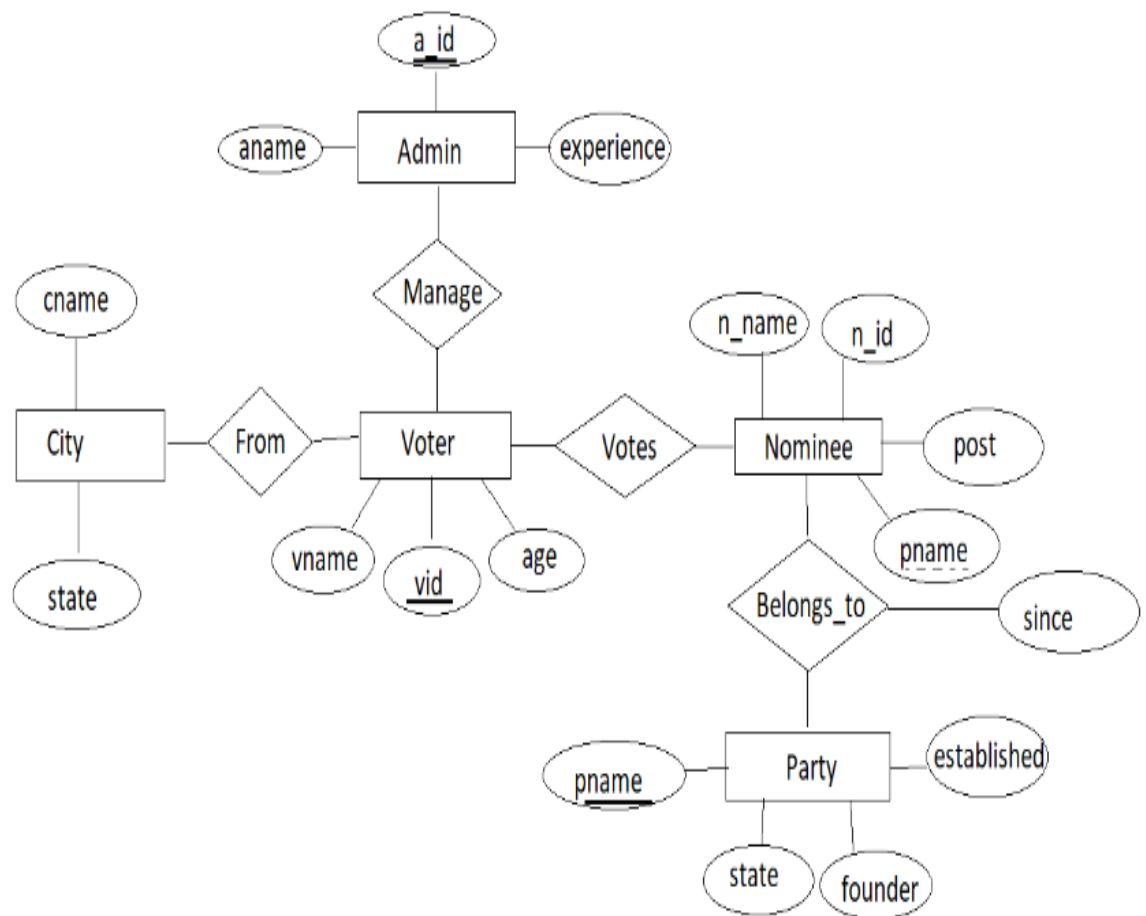 a_id
aname
Admin
experience
cname
Manage
n_name
n_id
City
From
Voter
Votes
Nominee
post
vname
vid
age
pname
state
Belongs_to
since
pname
Party
established
state
founder